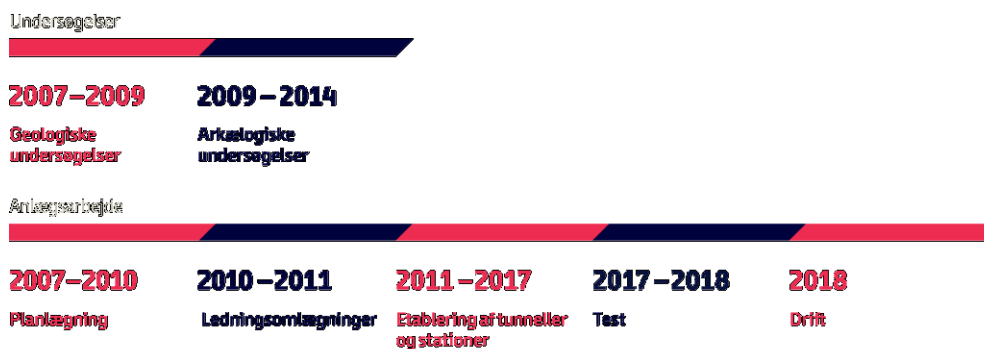 Undersøgelser
2007–2009
2009–2014
Geologiske
undersøgelser
Arkælogiske
undersøgelser
Anlægsarbejde
2007–2010
2010–2011
2011–2017
2017–2018
2018
Planlægning
Ledningsomlægninger
Etablering af tunneller
og stationer
Test
Drift